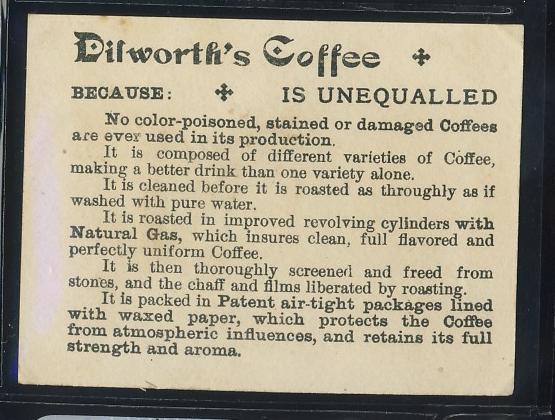 Dilworth's Coffee ✣
BECAUSE: ✣ IS UNEQUALLED
No color-poisoned, stained or damaged Coffees
are ever used in its production.
It is composed of different varieties of Coffee,
making a better drink than one variety alone.
It is cleaned before it is roasted as throughly as if
washed with pure water.
It is roasted in improved revolving cylinders with
Natural Gas, which insures clean, full flavored and
perfectly uniform Coffee.
It is then thoroughly screened and freed from
stones, and the chaff and films liberated by roasting.
It is packed in Patent air-tight packages lined
with waxed paper, which protects the Coffee
from atmospheric influences, and retains its full
strength and aroma.